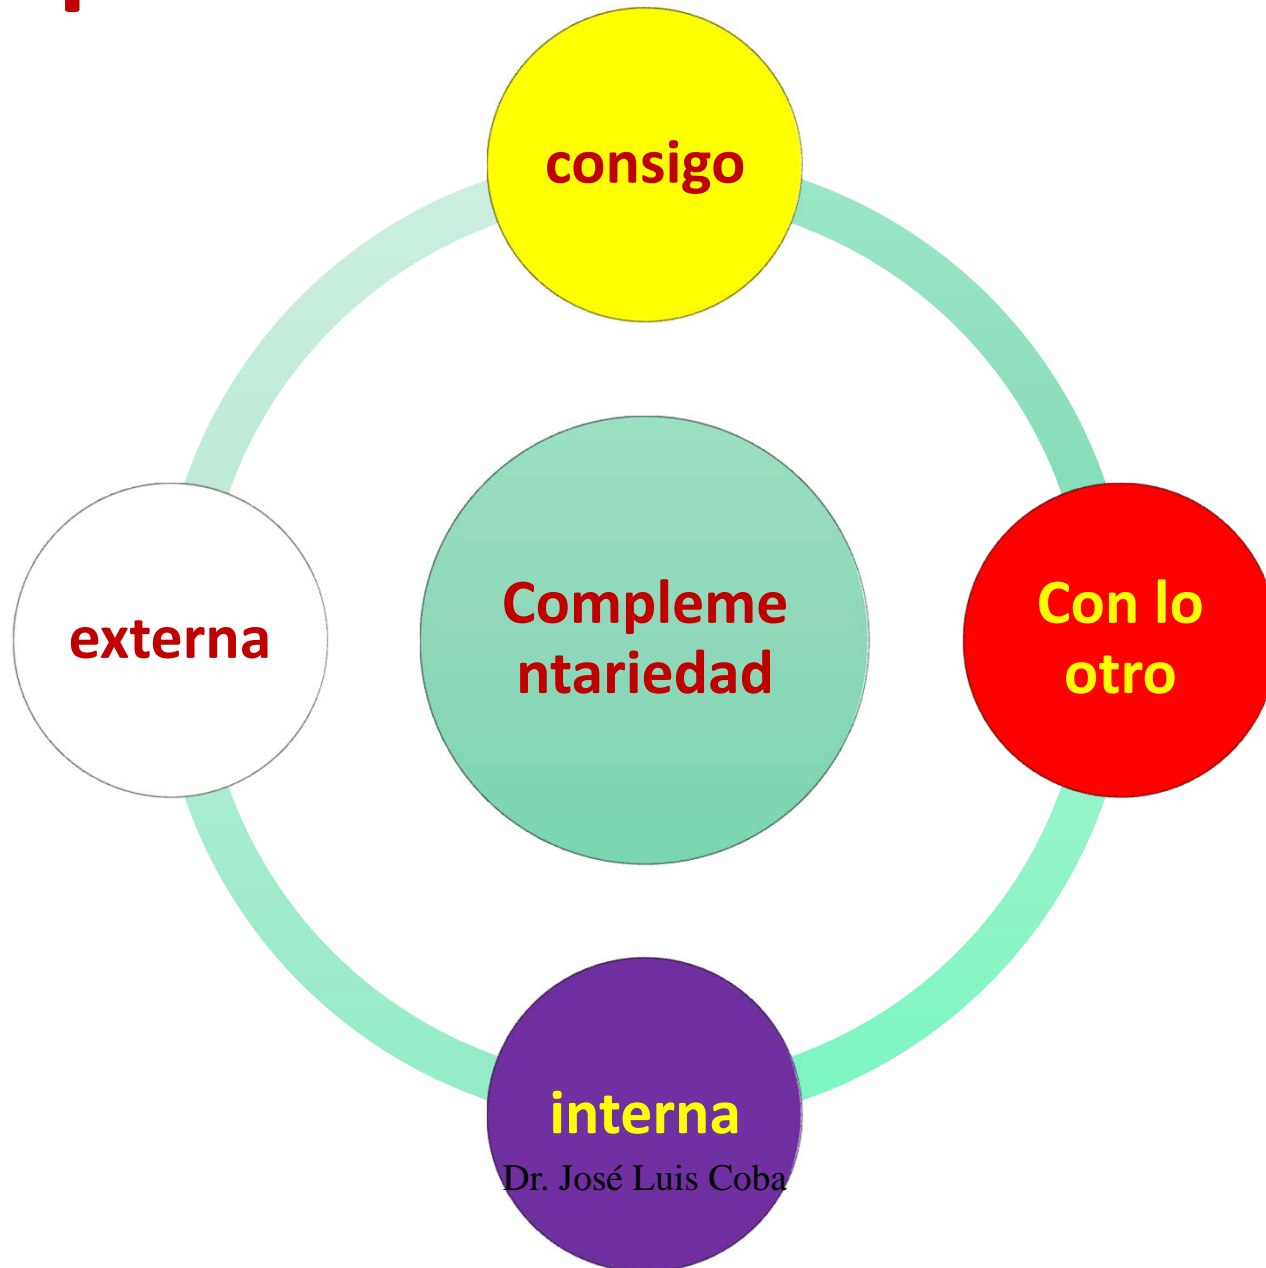 consigo
externa
Compleme
ntariedad
Con lo
otro
interna
Dr. José Luis Coba